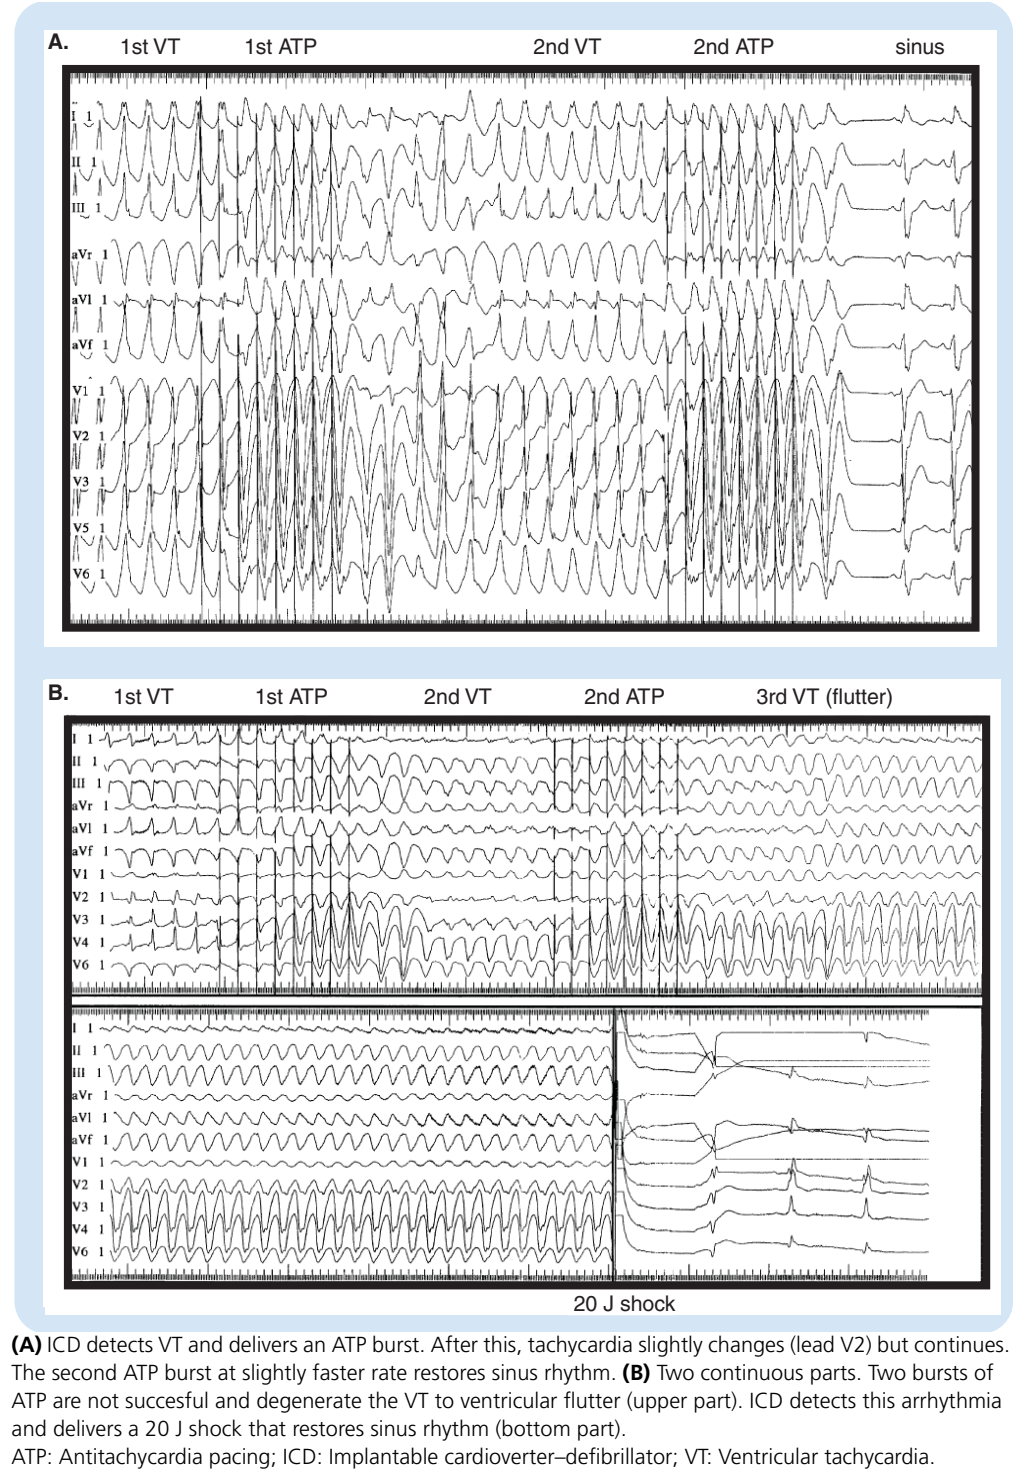 A.
1st VT 1st ATP 2nd VT 2nd ATP sinus
I 1
II 1
III 1
aVr 1
aVl 1
aVf 1
V1 1
V2 1
V3 1
V5 1
V6 1
B.
1st VT 1st ATP 2nd VT 2nd ATP 3rd VT (flutter)
I 1
II 1
III 1
aVr 1
aVl 1
aVf 1
V1 1
V2 1
V3 1
V4 1
V6 1
I 1
II 1
III 1
aVr 1
aVl 1
aVf 1
V1 1
V2 1
V3 1
V4 1
V6 1
20 J shock
(A) ICD detects VT and delivers an ATP burst. After this, tachycardia slightly changes (lead V2) but continues.
The second ATP burst at slightly faster rate restores sinus rhythm. (B) Two continuous parts. Two bursts of
ATP are not succesful and degenerate the VT to ventricular flutter (upper part). ICD detects this arrhythmia
and delivers a 20 J shock that restores sinus rhythm (bottom part).
ATP: Antitachycardia pacing; ICD: Implantable cardioverter–defibrillator; VT: Ventricular tachycardia.